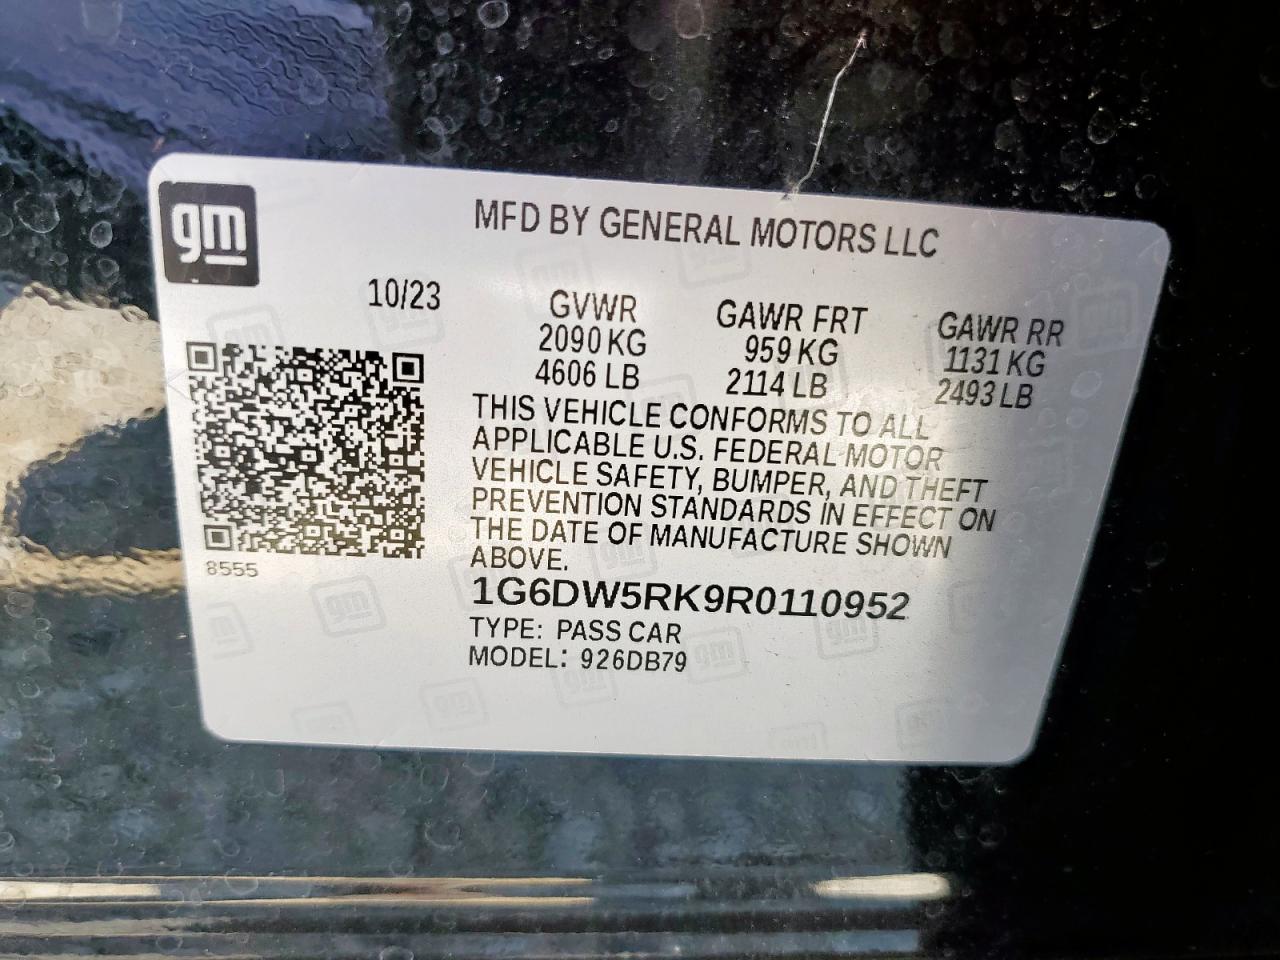 gm
MFD BY GENERAL MOTORS LLC
10/23
GVWR
2090 KG
4606 LB
GAWR FRT
959 KG
2114 LB
GAWR RR
1131 KG
2493 LB
THIS VEHICLE CONFORMS TO ALL
APPLICABLE U.S. FEDERAL MOTOR
VEHICLE SAFETY, BUMPER, AND THEFT
PREVENTION STANDARDS IN EFFECT ON
THE DATE OF MANUFACTURE SHOWN
ABOVE.
8555
1G6DW5RK9R0110952
TYPE: PASS CAR
MODEL: 926DB79